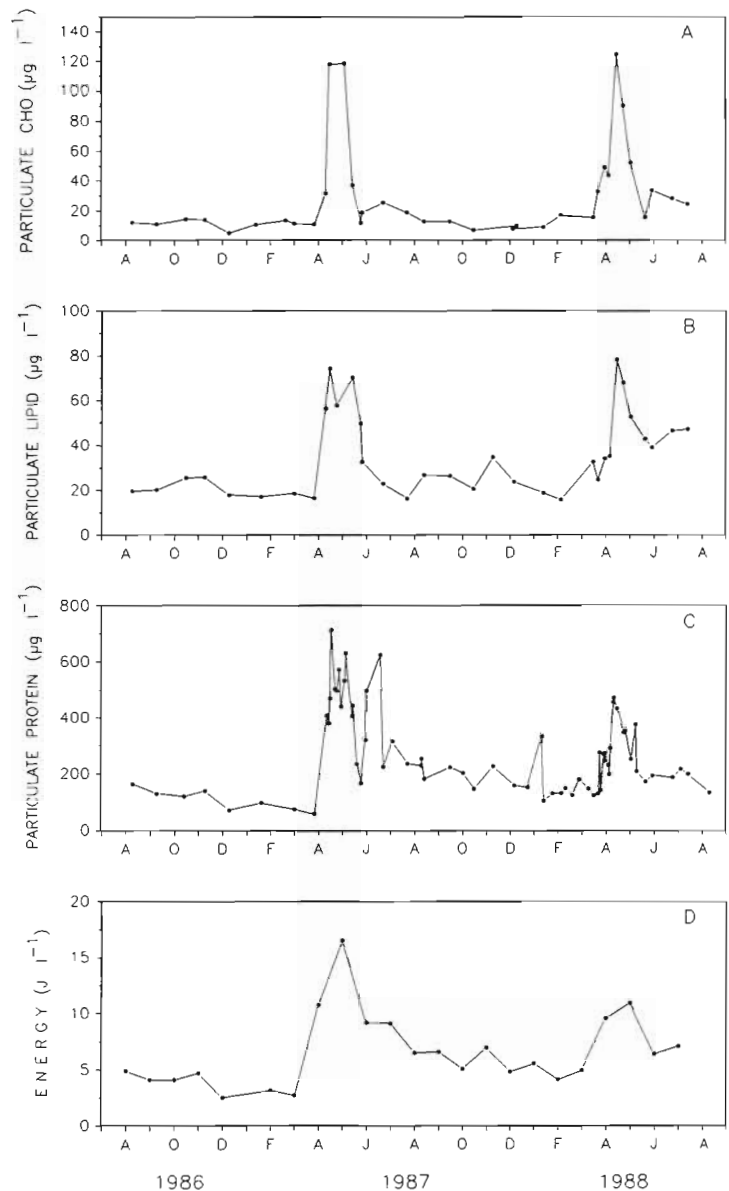 A
PARTICULATE CHO (µg l⁻¹)
140
120
100
80
60
40
20
0
A O D F A J A O D F A J A
B
PARTICULATE LIPID (µg l⁻¹)
100
80
60
40
20
0
A O D F A J A O D F A J A
C
PARTICULATE PROTEIN (µg l⁻¹)
800
600
400
200
0
A O D F A J A O D F A J A
D
ENERGY (J l⁻¹)
20
15
10
5
0
A O D F A J A O D F A J A
1986 1987 1988